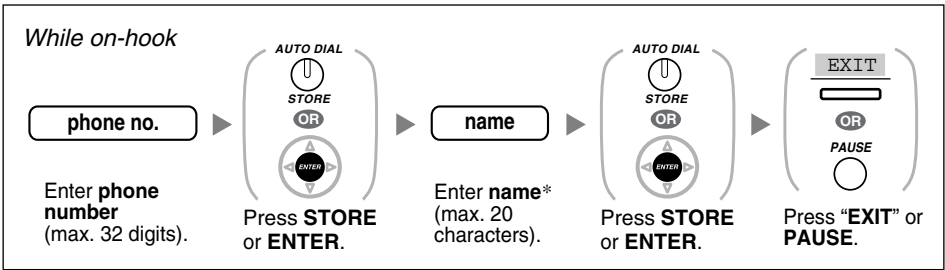 While on-hook
phone no.
Enter phone
number
(max. 32 digits).
AUTO DIAL
STORE
OR
ENTER
Press STORE
or ENTER.
name
Enter name*
(max. 20
characters).
AUTO DIAL
STORE
OR
ENTER
Press STORE
or ENTER.
EXIT
OR
PAUSE
Press “EXIT” or
PAUSE.